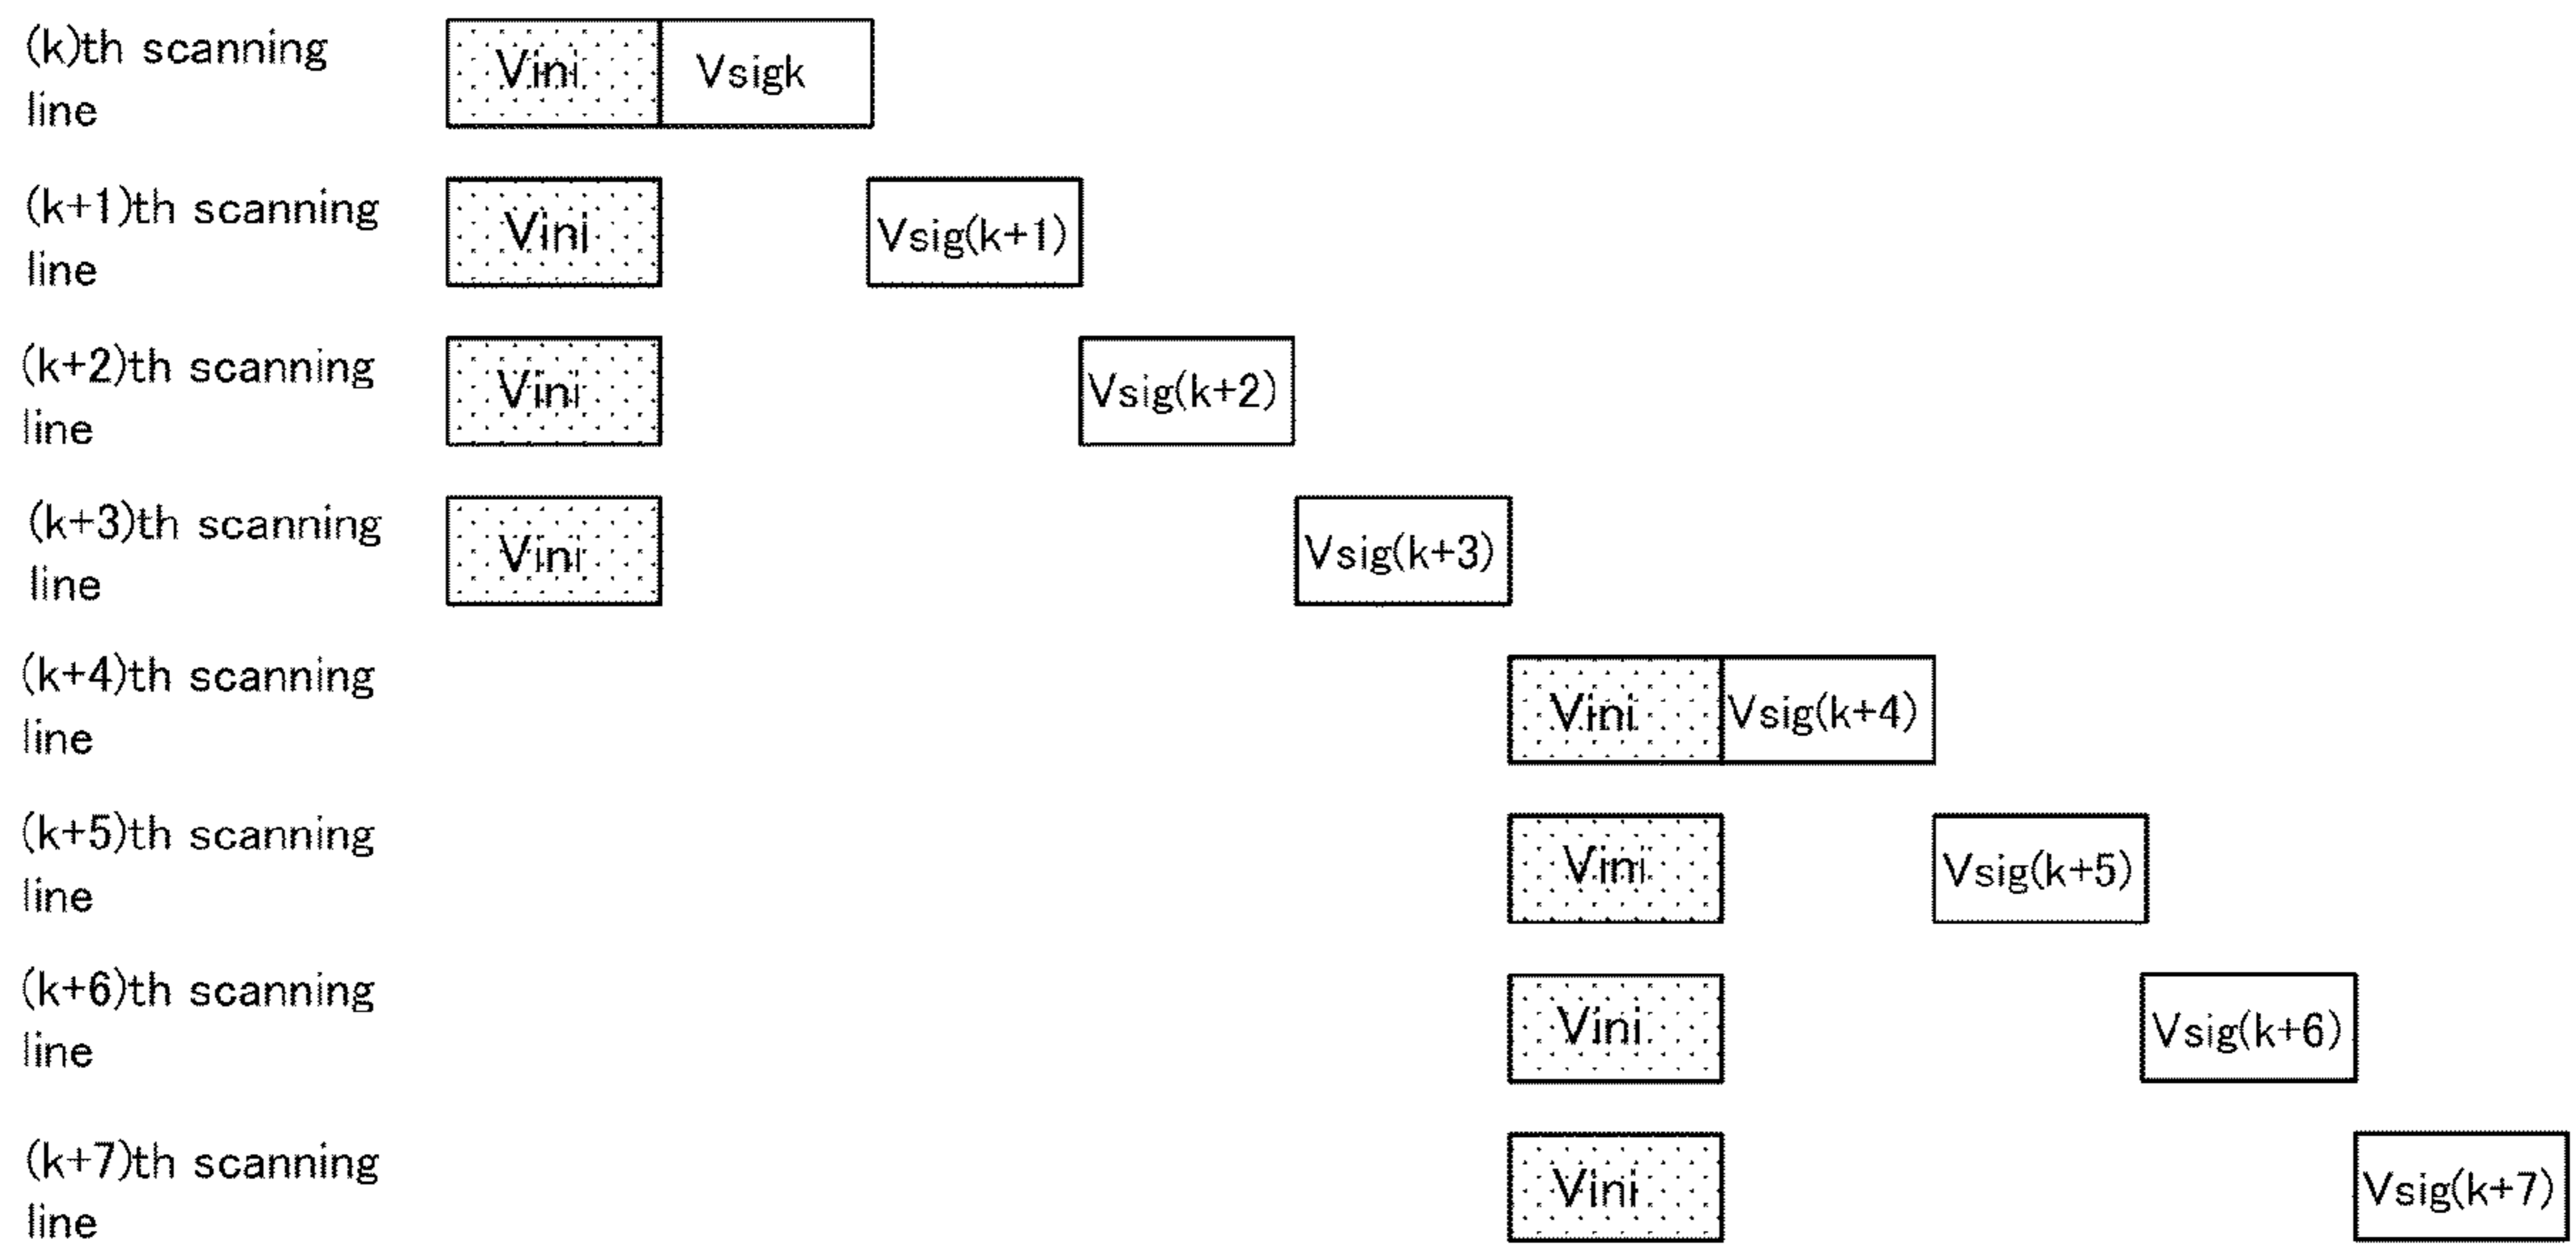 (k)th scanning
line
Vini
Vsigk
(k+1)th scanning
line
Vini
Vsig(k+1)
(k+2)th scanning
line
Vini
Vsig(k+2)
(k+3)th scanning
line
Vini
Vsig(k+3)
(k+4)th scanning
line
Vini
Vsig(k+4)
(k+5)th scanning
line
Vini
Vsig(k+5)
(k+6)th scanning
line
Vini
Vsig(k+6)
(k+7)th scanning
line
Vini
Vsig(k+7)